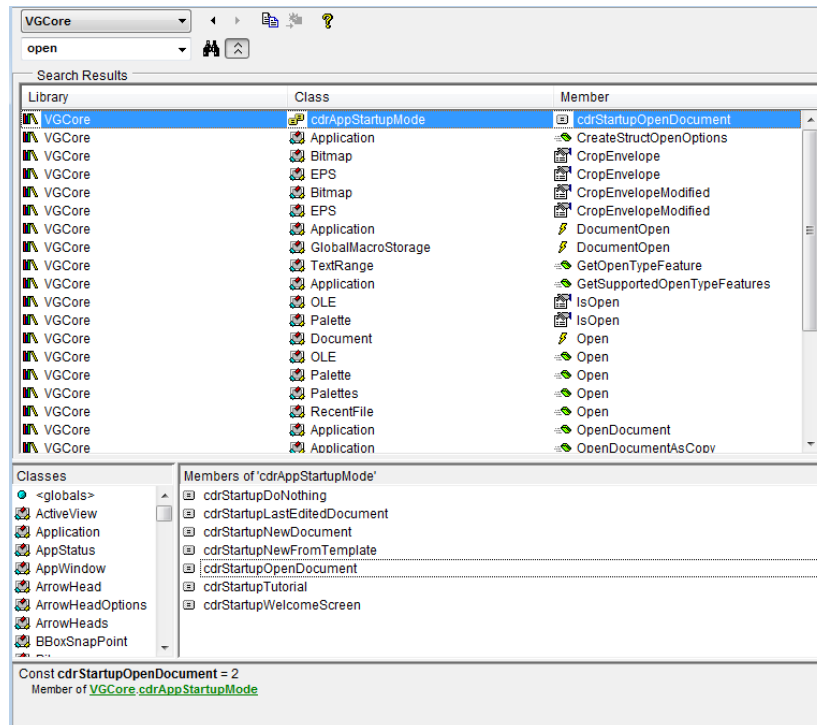 VGCore
open
Search Results
Library Class Member
VGCore cdrAppStartupMode cdrStartupOpenDocument
VGCore Application CreateStructOpenOptions
VGCore Bitmap CropEnvelope
VGCore EPS CropEnvelope
VGCore Bitmap CropEnvelopeModified
VGCore EPS CropEnvelopeModified
VGCore Application DocumentOpen
VGCore GlobalMacroStorage DocumentOpen
VGCore TextRange GetOpenTypeFeature
VGCore Application GetSupportedOpenTypeFeatures
VGCore OLE IsOpen
VGCore Palette IsOpen
VGCore Document Open
VGCore OLE Open
VGCore Palette Open
VGCore Palettes Open
VGCore RecentFile Open
VGCore Application OpenDocument
VGCore Application OpenDocumentAsCopy
Classes Members of 'cdrAppStartupMode'
<globals> cdrStartupDoNothing
ActiveView cdrStartupLastEditedDocument
Application cdrStartupNewDocument
AppStatus cdrStartupNewFromTemplate
AppWindow cdrStartupOpenDocument
ArrowHead cdrStartupTutorial
ArrowHeadOptions cdrStartupWelcomeScreen
ArrowHeads
BBoxSnapPoint
Const cdrStartupOpenDocument = 2
Member of VGCore.cdrAppStartupMode